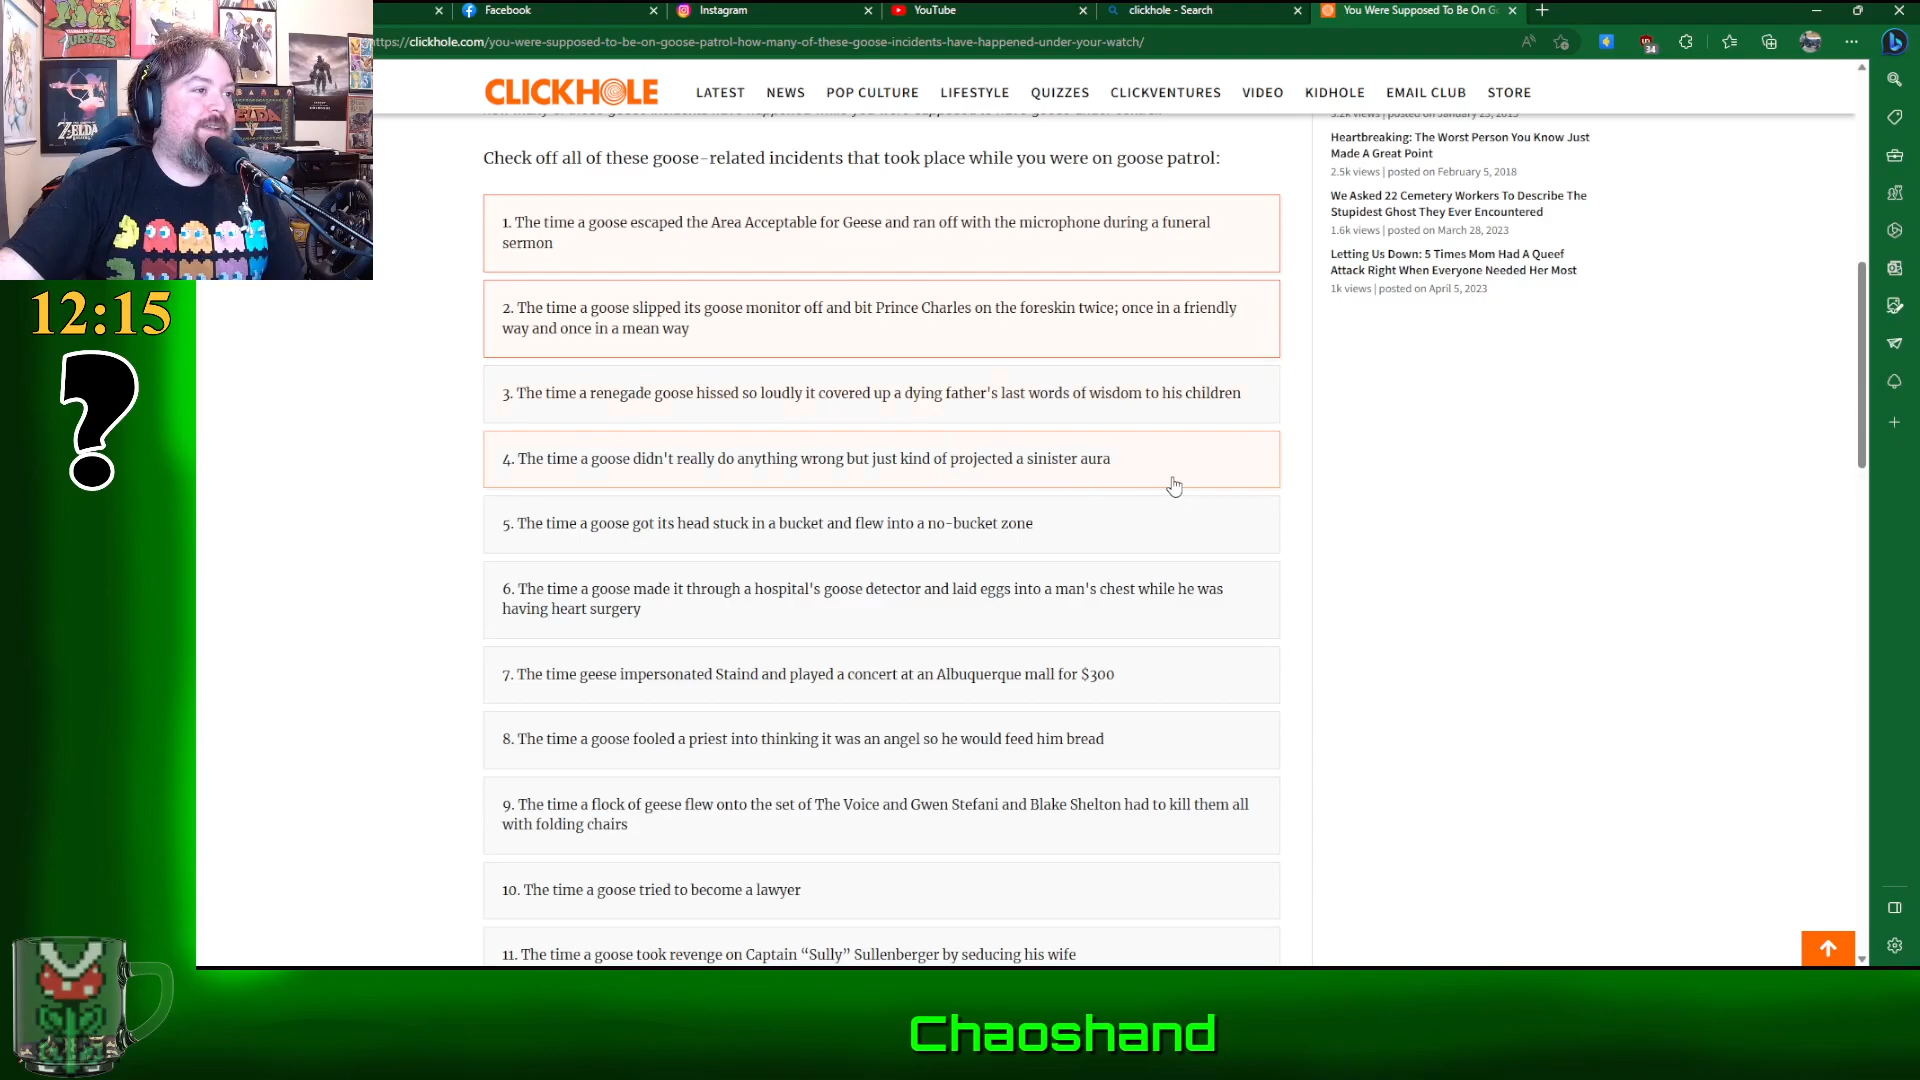 Facebook
Instagram
YouTube
clickhole - Search
You Were Supposed To Be On G
https://clickhole.com/you-were-supposed-to-be-on-goose-patrol-how-many-of-these-goose-incidents-have-happened-under-your-watch/
34
CLICKHOLE
LATEST NEWS POP CULTURE LIFESTYLE QUIZZES CLICKVENTURES VIDEO KIDHOLE EMAIL CLUB STORE
Check off all of these goose-related incidents that took place while you were on goose patrol:
1. The time a goose escaped the Area Acceptable for Geese and ran off with the microphone during a funeral
sermon
2. The time a goose slipped its goose monitor off and bit Prince Charles on the foreskin twice; once in a friendly
way and once in a mean way
3. The time a renegade goose hissed so loudly it covered up a dying father's last words of wisdom to his children
4. The time a goose didn't really do anything wrong but just kind of projected a sinister aura
5. The time a goose got its head stuck in a bucket and flew into a no-bucket zone
6. The time a goose made it through a hospital's goose detector and laid eggs into a man's chest while he was
having heart surgery
7. The time geese impersonated Staind and played a concert at an Albuquerque mall for $300
8. The time a goose fooled a priest into thinking it was an angel so he would feed him bread
9. The time a flock of geese flew onto the set of The Voice and Gwen Stefani and Blake Shelton had to kill them all
with folding chairs
10. The time a goose tried to become a lawyer
11. The time a goose took revenge on Captain “Sully” Sullenberger by seducing his wife
Heartbreaking: The Worst Person You Know Just
Made A Great Point
2.5k views | posted on February 5, 2018
We Asked 22 Cemetery Workers To Describe The
Stupidest Ghost They Ever Encountered
1.6k views | posted on March 28, 2023
Letting Us Down: 5 Times Mom Had A Queef
Attack Right When Everyone Needed Her Most
1k views | posted on April 5, 2023
TURTLES
ZELDA
12:15
?
Chaoshand